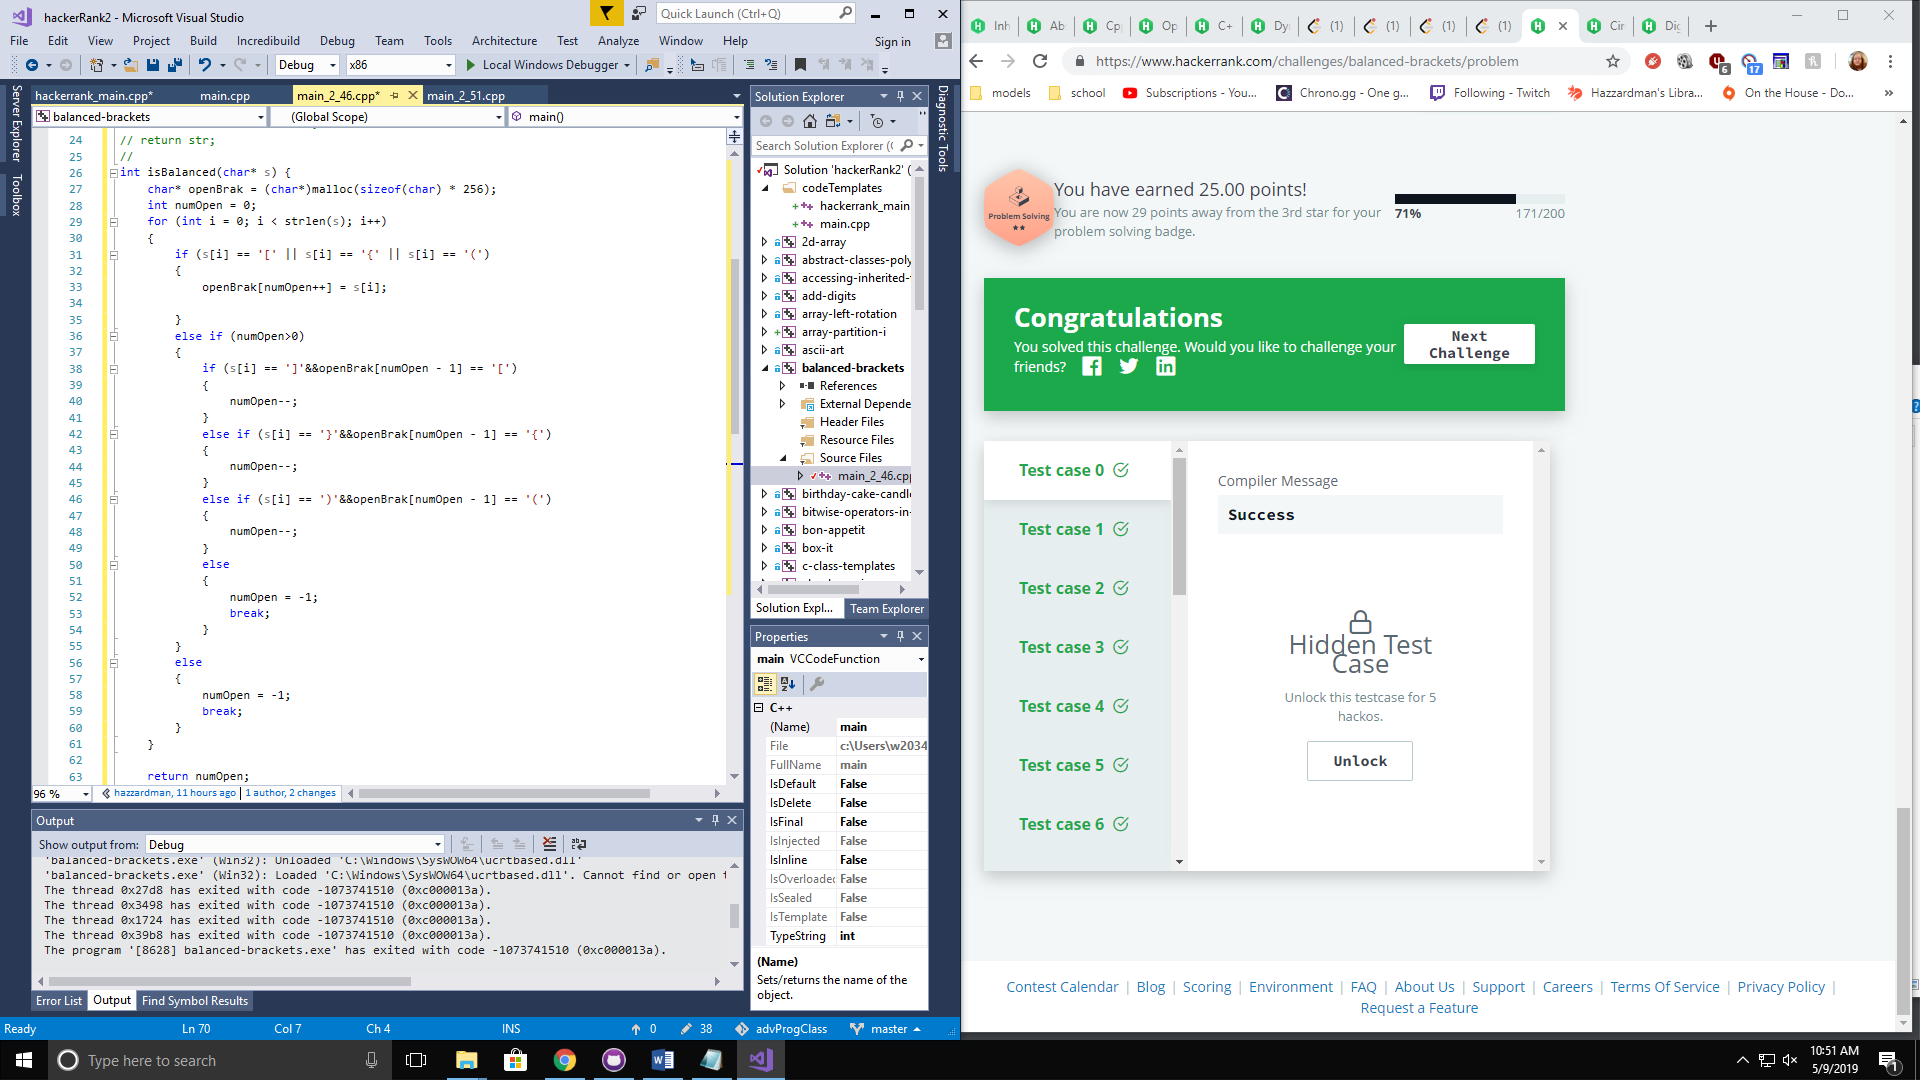 hackerRank2 - Microsoft Visual Studio
Quick Launch (Ctrl+Q)
File Edit View Project Build Incredibuild Debug Team Tools Architecture Test Analyze Window Help Sign in
Debug x86 Local Windows Debugger
Server Explorer
Toolbox
hackerrank_main.cpp* main.cpp main_2_46.cpp* main_2_51.cpp
balanced-brackets (Global Scope) main()
24 // return str;
25 //
26 int isBalanced(char* s) {
27 char* openBrak = (char*)malloc(sizeof(char) * 256);
28 int numOpen = 0;
29 for (int i = 0; i < strlen(s); i++)
30 {
31 if (s[i] == '[' || s[i] == '{' || s[i] == '(')
32 {
33 openBrak[numOpen++] = s[i];
34
35 }
36 else if (numOpen>0)
37 {
38 if (s[i] == ']'&&openBrak[numOpen - 1] == '[')
39 {
40 numOpen--;
41 }
42 else if (s[i] == '}'&&openBrak[numOpen - 1] == '{')
43 {
44 numOpen--;
45 }
46 else if (s[i] == ')'&&openBrak[numOpen - 1] == '(')
47 {
48 numOpen--;
49 }
50 else
51 {
52 numOpen = -1;
53 break;
54 }
55 }
56 else
57 {
58 numOpen = -1;
59 break;
60 }
61 }
62
63 return numOpen;
96 % hazzardman, 11 hours ago | 1 author, 2 changes
Output
Show output from: Debug
'balanced-brackets.exe' (Win32): Unloaded 'C:\Windows\SysWOW64\ucrtbased.dll'
'balanced-brackets.exe' (Win32): Loaded 'C:\Windows\SysWOW64\ucrtbased.dll'. Cannot find or open t
The thread 0x27d8 has exited with code -1073741510 (0xc000013a).
The thread 0x3498 has exited with code -1073741510 (0xc000013a).
The thread 0x1724 has exited with code -1073741510 (0xc000013a).
The thread 0x39b8 has exited with code -1073741510 (0xc000013a).
The program '[8628] balanced-brackets.exe' has exited with code -1073741510 (0xc000013a).
Error List Output Find Symbol Results
Ready Ln 70 Col 7 Ch 4 INS 0 38 advProgClass master
Solution Explorer
Search Solution Explorer (
Solution 'hackerRank2' (
codeTemplates
hackerrank_main
main.cpp
2d-array
abstract-classes-poly
accessing-inherited-
add-digits
array-left-rotation
array-partition-i
ascii-art
balanced-brackets
References
External Depende
Header Files
Resource Files
Source Files
main_2_46.cpp
birthday-cake-candle
bitwise-operators-in-
bon-appetit
box-it
c-class-templates
Solution Expl... Team Explorer
Properties
main VCCodeFunction
C++
(Name) main
File c:\Users\w2034
FullName main
IsDefault False
IsDelete False
IsFinal False
IsInjected False
IsInline False
IsOverloaded False
IsSealed False
IsTemplate False
TypeString int
(Name)
Sets/returns the name of the
object.
Diagnostic Tools
Inh Ab Cp Op C+ Dy (1) (1) (1) (1) Cir Dig
https://www.hackerrank.com/challenges/balanced-brackets/problem
6 17
models school Subscriptions - You... Chrono.gg - One g... Following - Twitch Hazzardman's Libra... On the House - Do... »
Problem Solving
You have earned 25.00 points!
You are now 29 points away from the 3rd star for your
problem solving badge.
71% 171/200
Congratulations
You solved this challenge. Would you like to challenge your
friends?
Next
Challenge
Test case 0
Test case 1
Test case 2
Test case 3
Test case 4
Test case 5
Test case 6
Compiler Message
Success
Hidden Test
Case
Unlock this testcase for 5
hackos.
Unlock
Contest Calendar | Blog | Scoring | Environment | FAQ | About Us | Support | Careers | Terms Of Service | Privacy Policy |
Request a Feature
Type here to search
10:51 AM
5/9/2019
1